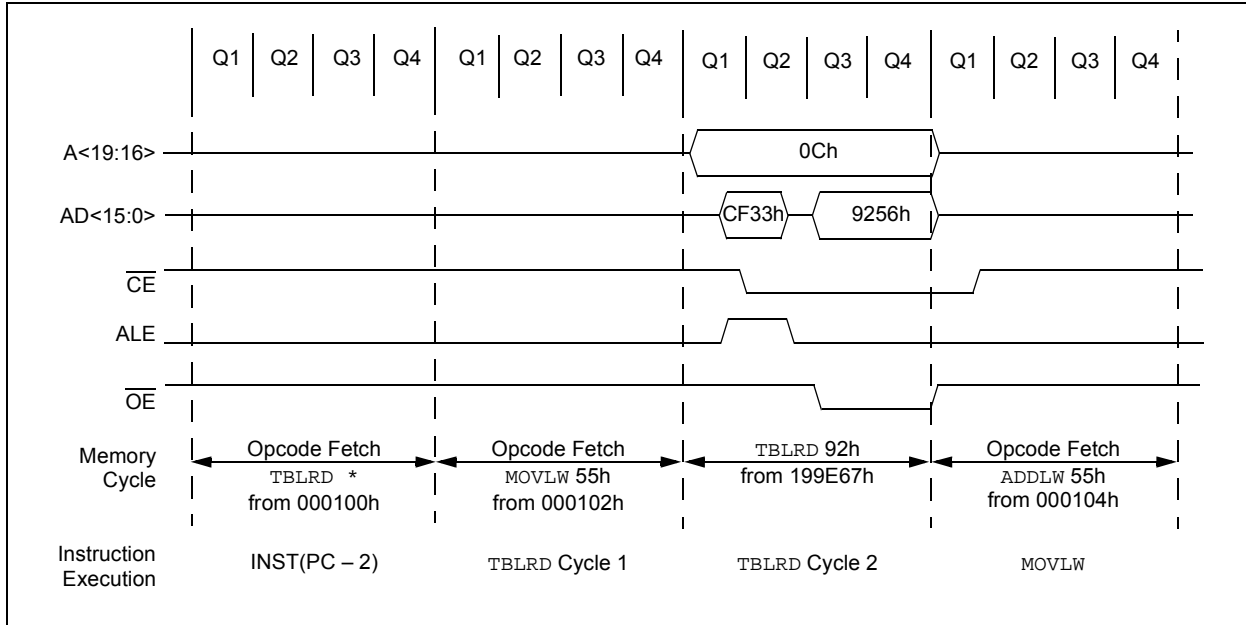 Q1 Q2 Q3 Q4 Q1 Q2 Q3 Q4 Q1 Q2 Q3 Q4 Q1 Q2 Q3 Q4
A<19:16> 0Ch
AD<15:0> CF33h 9256h
CE
ALE
OE
Memory Cycle
Opcode Fetch
TBLRD *
from 000100h
Opcode Fetch
MOVLW 55h
from 000102h
TBLRD 92h
from 199E67h
Opcode Fetch
ADDLW 55h
from 000104h
Instruction
Execution
INST(PC – 2) TBLRD Cycle 1 TBLRD Cycle 2 MOVLW